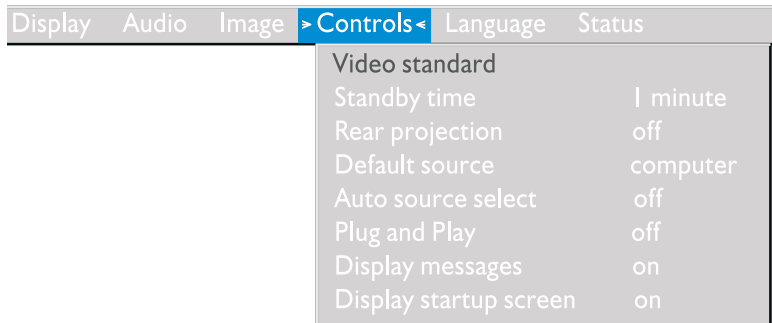 Display Audio Image > Controls < Language Status
Video standard
Standby time 1 minute
Rear projection off
Default source computer
Auto source select off
Plug and Play off
Display messages on
Display startup screen on